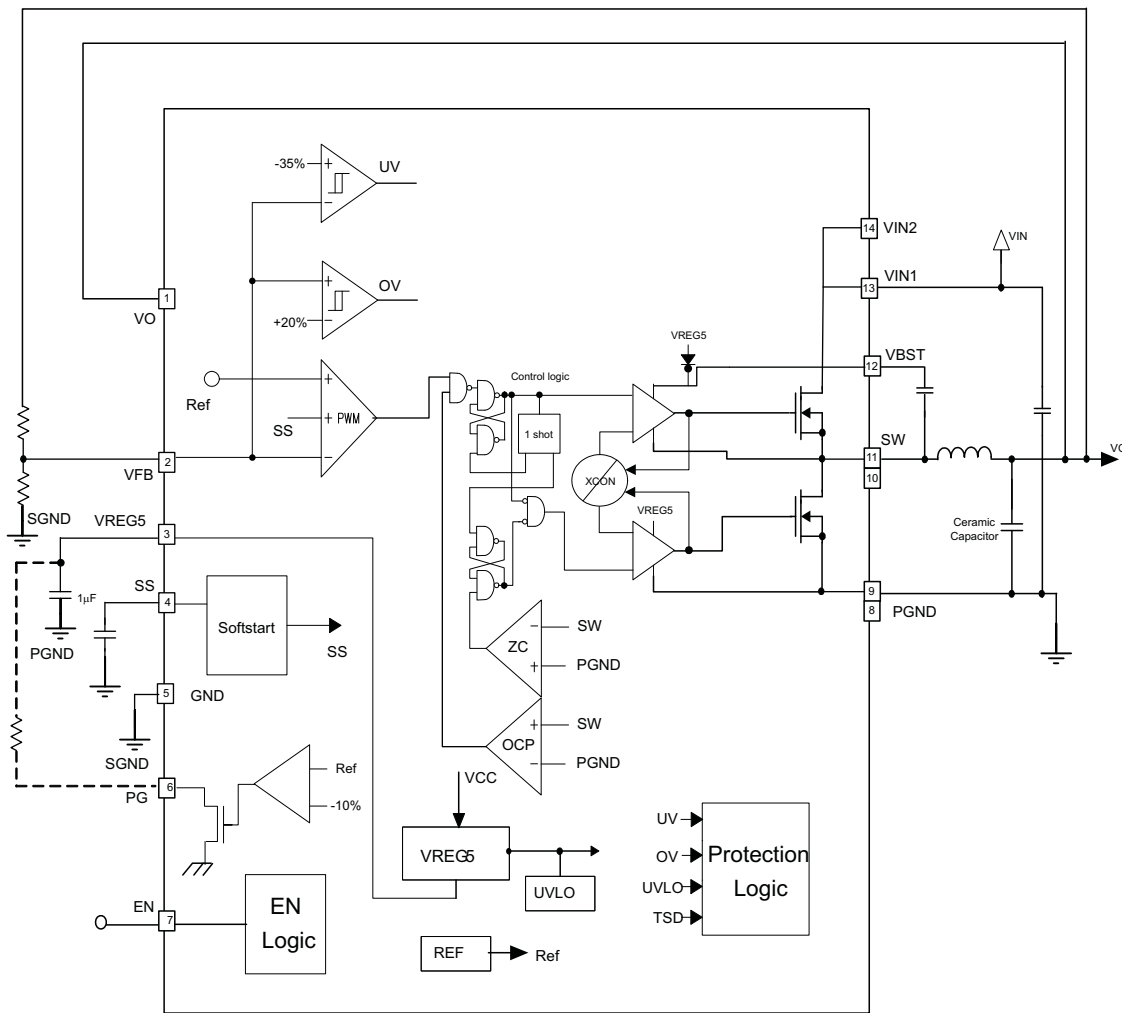 -35%
+
-
UV
VO
1
+
+20%
-
OV
Ref
SS
+
+
-
PWM
VFB
2
SGND
VREG5
3
1µF
PGND
SS
4
Softstart
SS
5
GND
SGND
PG
6
Ref
-10%
EN
7
EN
Logic
Control logic
1 shot
VREG5
XCON
VREG5
ZC
-
SW
+
PGND
OCP
+
SW
-
PGND
VCC
VREG5
UVLO
REF
Ref
UV
OV
UVLO
TSD
Protection
Logic
14
VIN2
13
VIN1
VIN
12
VBST
SW
11
10
Ceramic
Capacitor
9
8
PGND